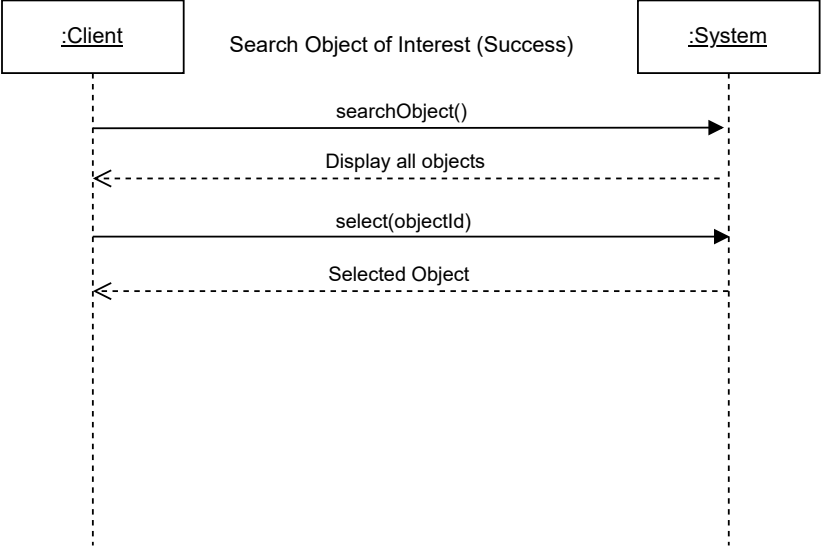 :Client
Search Object of Interest (Success)
:System
searchObject()
Display all objects
select(objectId)
Selected Object